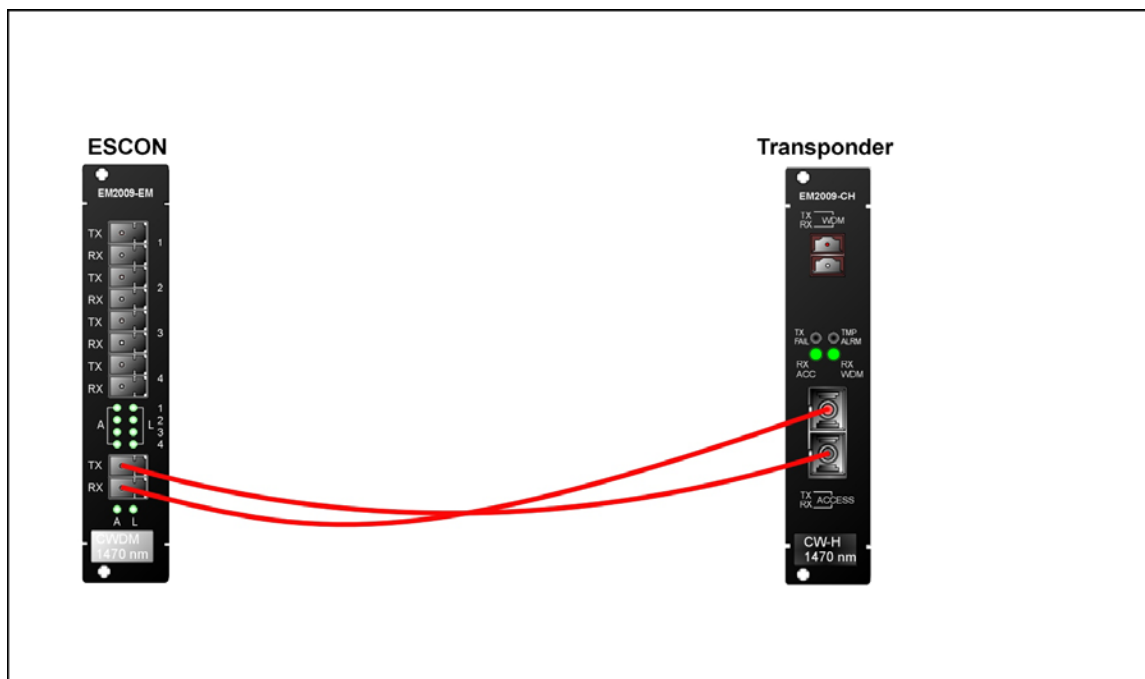 ESCON
EM2009-EM
TX
1
RX
TX
2
RX
TX
3
RX
TX
4
RX
1
A L 2
3
4
TX
RX
A L
CWDM
1470 nm
Transponder
EM2009-CH
TX WDM
RX
TX FAIL TMP ALRM
RX ACC RX WDM
TX ACCESS
RX
CW-H
1470 nm